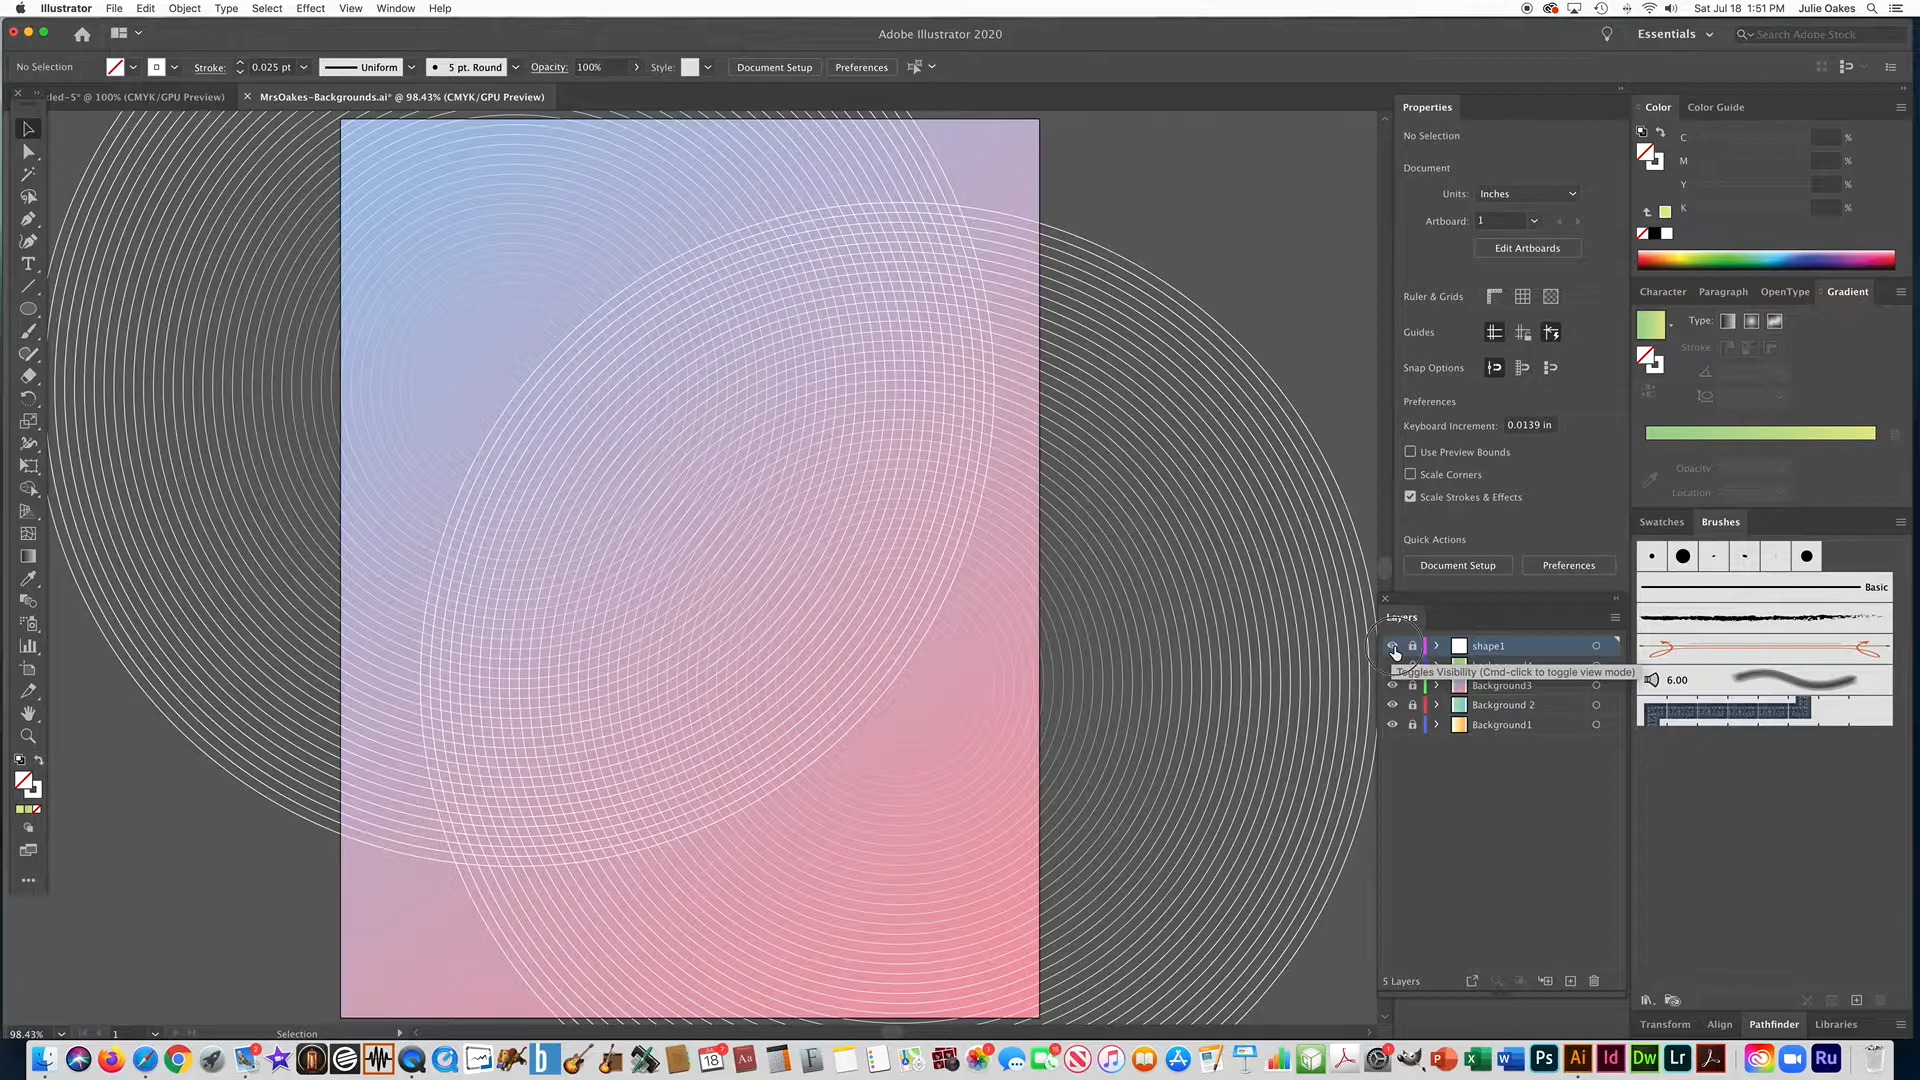 Illustrator File Edit Object Type Select Effect View Window Help
Sat Jul 18 1:51 PM Julie Oakes
Adobe Illustrator 2020
Essentials
Search Adobe Stock
No Selection
Stroke: 0.025 pt
Uniform
5 pt. Round
Opacity: 100%
Style:
Document Setup
Preferences
led-5* @ 100% (CMYK/GPU Preview)
MrsOakes-Backgrounds.ai* @ 98.43% (CMYK/GPU Preview)
Properties
No Selection
Document
Units: Inches
Artboard: 1
Edit Artboards
Ruler & Grids
Guides
Snap Options
Preferences
Keyboard Increment: 0.0139 in
Use Preview Bounds
Scale Corners
Scale Strokes & Effects
Quick Actions
Document Setup
Preferences
Layers
shape1
Toggles Visibility (Cmd-click to toggle view mode)
Background3
Background 2
Background1
5 Layers
Color Color Guide
C %
M %
Y %
K %
Character Paragraph OpenType Gradient
Type:
Stroke:
Opacity
Location:
Swatches Brushes
Basic
6.00
Transform Align Pathfinder Libraries
98.43%
1
Selection